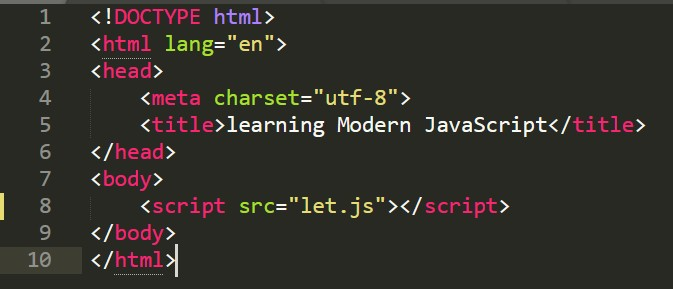 1 <!DOCTYPE html>
2 <html lang="en">
3 <head>
4     <meta charset="utf-8">
5     <title>learning Modern JavaScript</title>
6 </head>
7 <body>
8     <script src="let.js"></script>
9 </body>
10 </html>